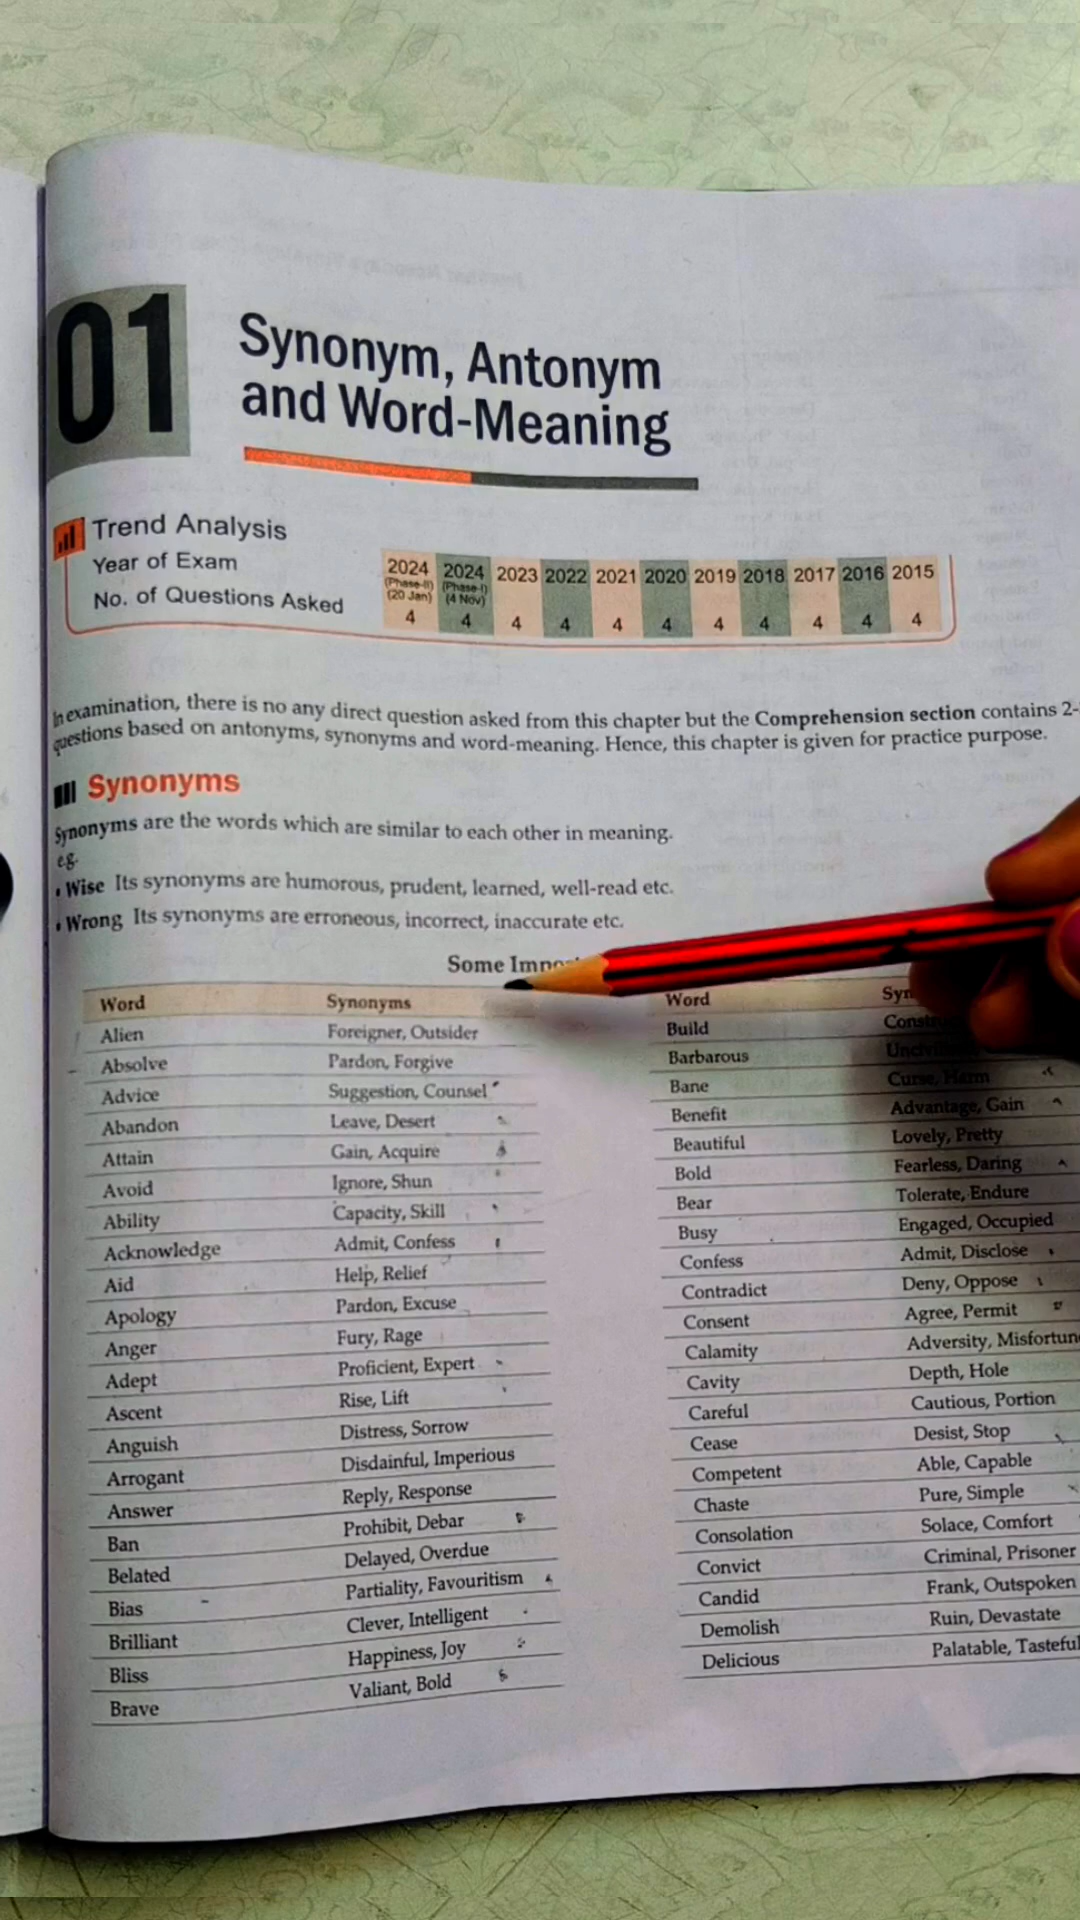 01
Synonym, Antonym
and Word-Meaning
Trend Analysis
Year of Exam 2024 (Phase-II) (20 Jan) 2024 (Phase-I) (4 Nov) 2023 2022 2021 2020 2019 2018 2017 2016 2015
No. of Questions Asked 4 4 4 4 4 4 4 4 4 4 4
In examination, there is no any direct question asked from this chapter but the Comprehension section contains 2-
questions based on antonyms, synonyms and word-meaning. Hence, this chapter is given for practice purpose.
Synonyms
Synonyms are the words which are similar to each other in meaning.
e.g.
• Wise Its synonyms are humorous, prudent, learned, well-read etc.
• Wrong Its synonyms are erroneous, incorrect, inaccurate etc.
Some
Word Synonyms
Alien Foreigner, Outsider
Absolve Pardon, Forgive
Advice Suggestion, Counsel
Abandon Leave, Desert
Attain Gain, Acquire
Avoid Ignore, Shun
Ability Capacity, Skill
Acknowledge Admit, Confess
Aid Help, Relief
Apology Pardon, Excuse
Anger Fury, Rage
Adept Proficient, Expert
Ascent Rise, Lift
Anguish Distress, Sorrow
Arrogant Disdainful, Imperious
Answer Reply, Response
Ban Prohibit, Debar
Belated Delayed, Overdue
Bias Partiality, Favouritism
Brilliant Clever, Intelligent
Bliss Happiness, Joy
Brave Valiant, Bold
Word Syn
Build
Barbarous
Bane Curse, Harm
Benefit Advantage, Gain
Beautiful Lovely, Pretty
Bold Fearless, Daring
Bear Tolerate, Endure
Busy Engaged, Occupied
Confess Admit, Disclose
Contradict Deny, Oppose
Consent Agree, Permit
Calamity Adversity, Misfortun
Cavity Depth, Hole
Careful Cautious, Portion
Cease Desist, Stop
Competent Able, Capable
Chaste Pure, Simple
Consolation Solace, Comfort
Convict Criminal, Prisoner
Candid Frank, Outspoken
Demolish Ruin, Devastate
Delicious Palatable, Tasteful